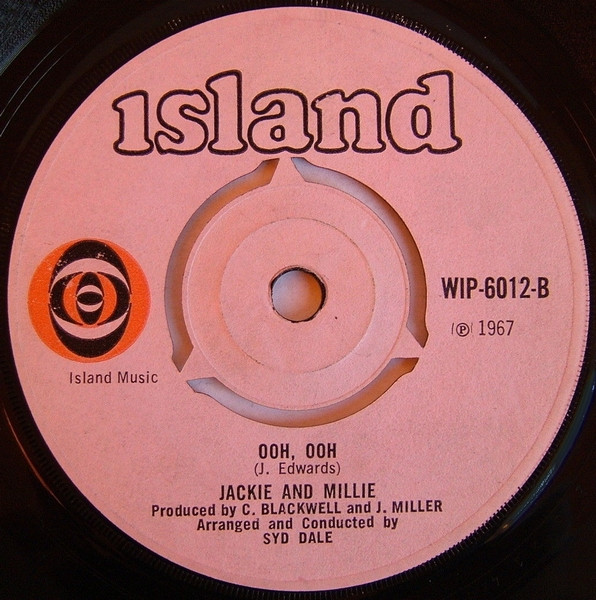 island
WIP-6012-B
℗ 1967
Island Music
OOH, OOH
(J. Edwards)
JACKIE AND MILLIE
Produced by C. BLACKWELL and J. MILLER
Arranged and Conducted by
SYD DALE